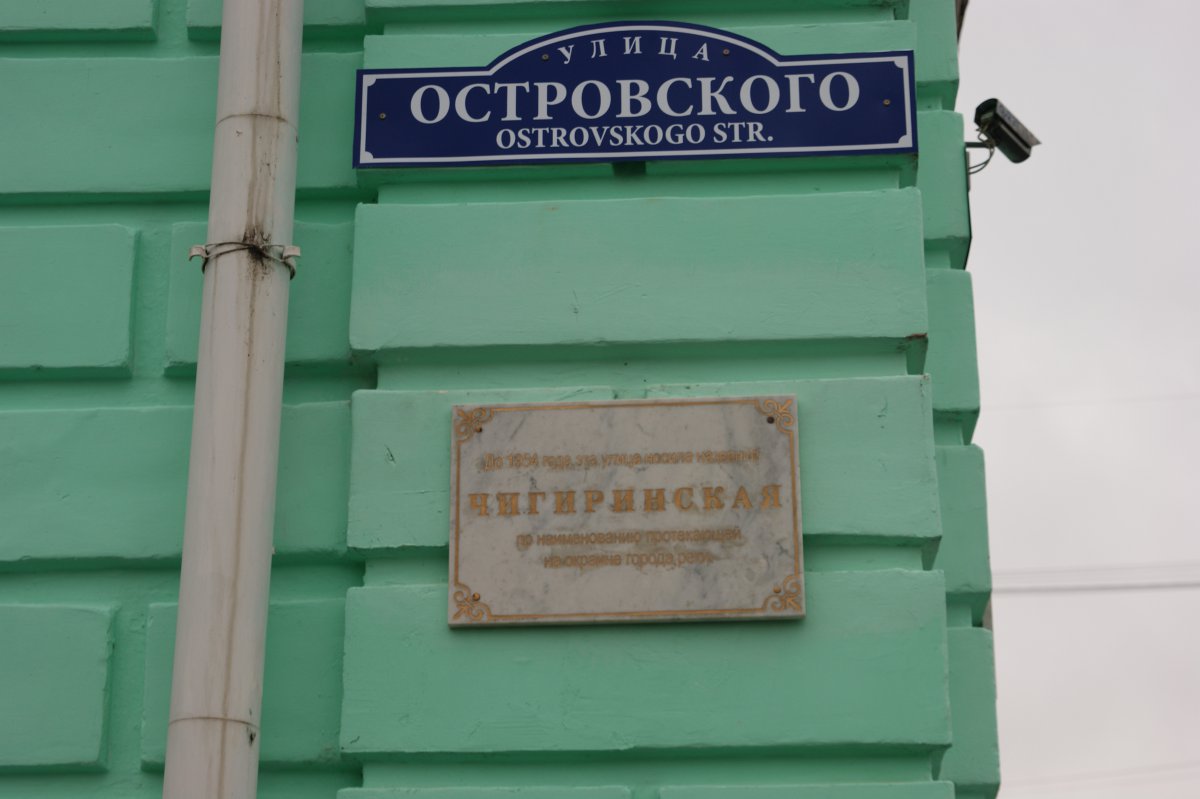 УЛИЦА
ОСТРОВСКОГО
OSTROVSKOGO STR.
До 1954 года эта улица носила название
ЧИГИРИНСКАЯ
по наименованию протекающей
на окраине города реки